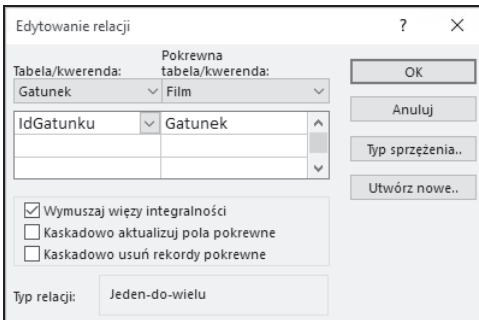 Edytowanie relacji ? ×
Tabela/kwerenda: Pokrewna tabela/kwerenda:
Gatunek Film
IdGatunku Gatunek
OK
Anuluj
Typ sprzężenia..
Utwórz nowe..
Wymuszaj więzy integralności
Kaskadowo aktualizuj pola pokrewne
Kaskadowo usuń rekordy pokrewne
Typ relacji: Jeden-do-wielu